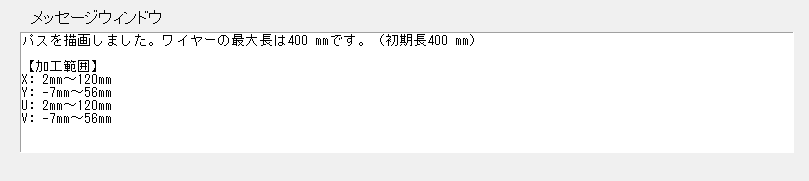 メッセージウィンドウ
パスを描画しました。ワイヤーの最大長は400 mmです。（初期長400 mm）
【加工範囲】
X: 2mm～120mm
Y: -7mm～56mm
U: 2mm～120mm
V: -7mm～56mm